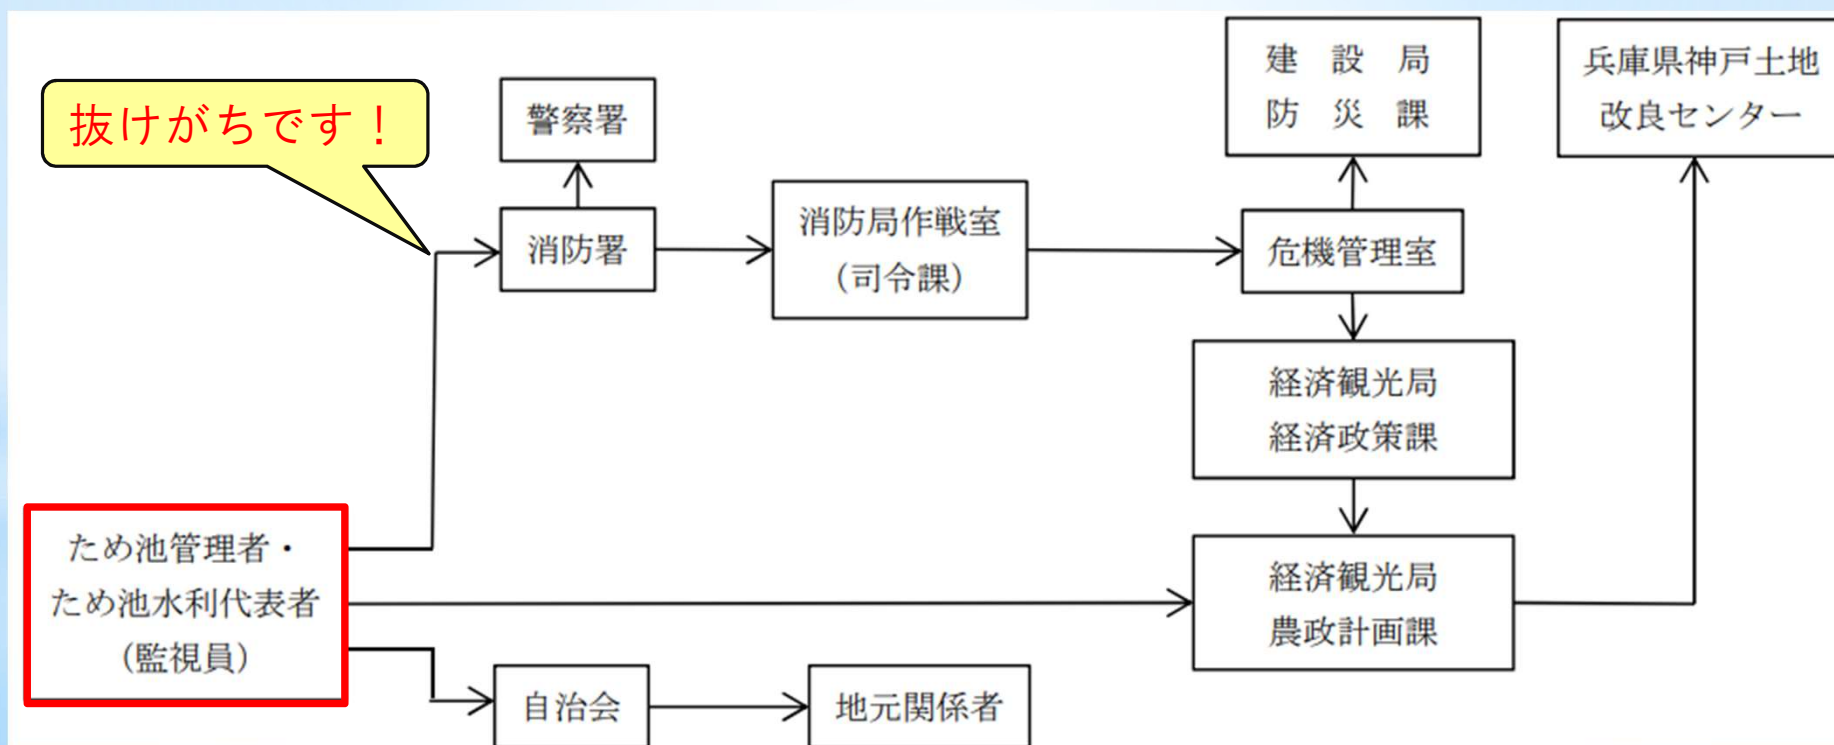 建設局
防災課
兵庫県神戸土地
改良センター
抜けがちです！
警察署
消防署
消防局作戦室
（司令課）
危機管理室
経済観光局
経済政策課
ため池管理者・
ため池水利代表者
（監視員）
経済観光局
農政計画課
自治会
地元関係者